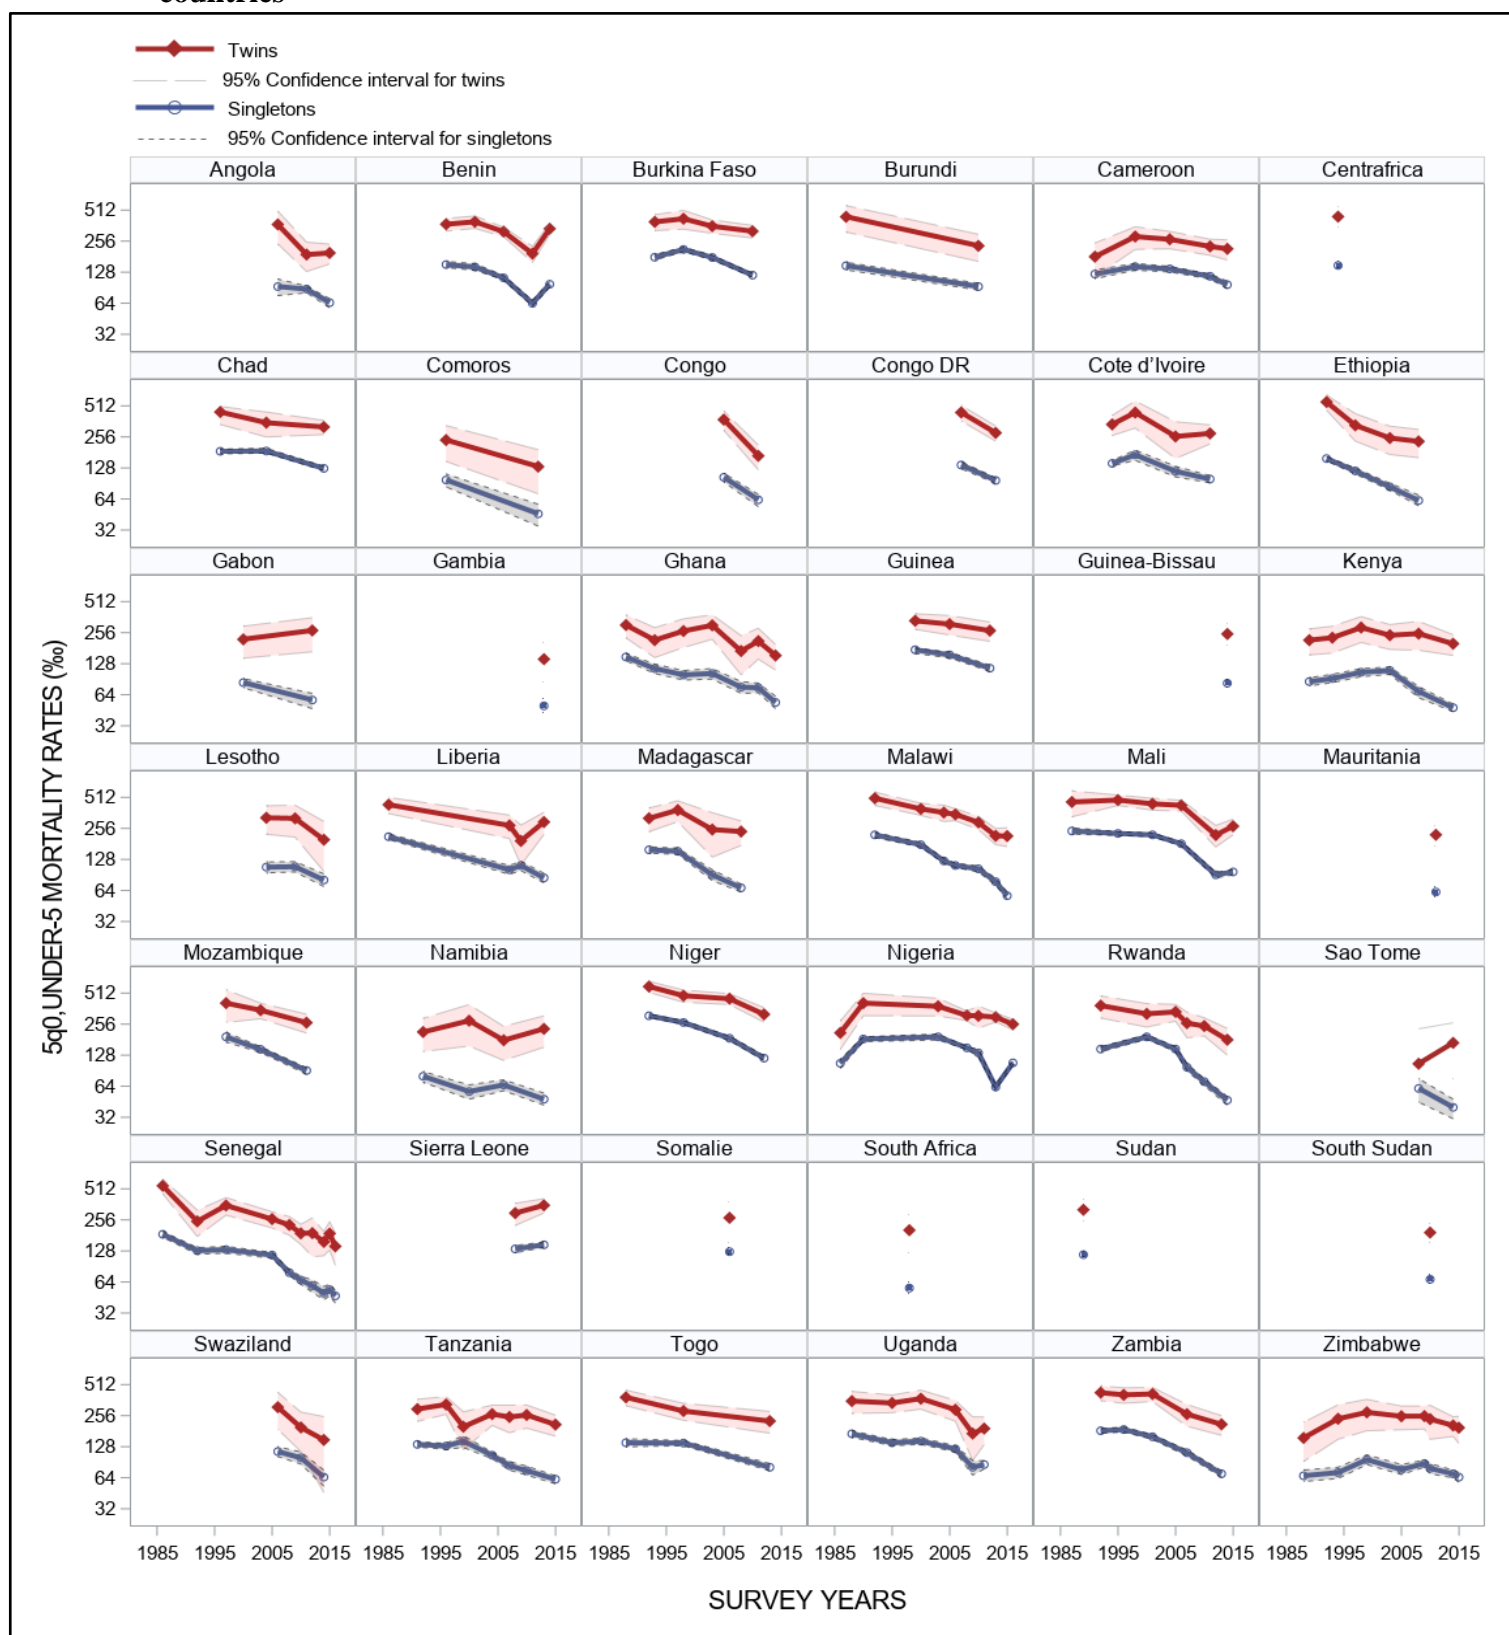 countries
Twins
95% Confidence interval for twins
Singletons
95% Confidence interval for singletons
5q0,UNDER-5 MORTALITY RATES (‰)
Angola Benin Burkina Faso Burundi Cameroon Centrafrica
512
256
128
64
32
Chad Comoros Congo Congo DR Cote d’Ivoire Ethiopia
512
256
128
64
32
Gabon Gambia Ghana Guinea Guinea-Bissau Kenya
512
256
128
64
32
Lesotho Liberia Madagascar Malawi Mali Mauritania
512
256
128
64
32
Mozambique Namibia Niger Nigeria Rwanda Sao Tome
512
256
128
64
32
Senegal Sierra Leone Somalie South Africa Sudan South Sudan
512
256
128
64
32
Swaziland Tanzania Togo Uganda Zambia Zimbabwe
512
256
128
64
32
1985 1995 2005 2015 1985 1995 2005 2015 1985 1995 2005 2015 1985 1995 2005 2015 1985 1995 2005 2015 1985 1995 2005 2015
SURVEY YEARS